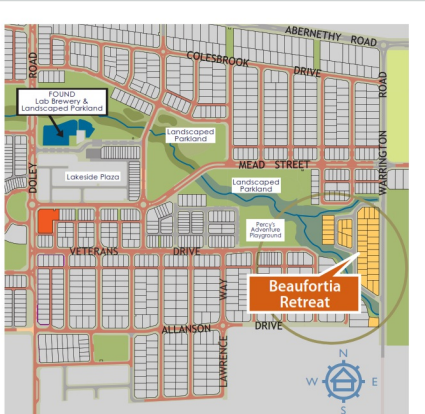 ABERNETHY ROAD
COLESBROOK
DRIVE
ROAD
ROAD
FOUND
Lab Brewery &
Landscaped Parkland
Landscaped
Parkland
MEAD STREET
WARRINGTON
Lakeside Plaza
DOLEY
Landscaped
Parkland
Percy's
Adventure
Playground
VETERANS DRIVE
Beaufortia
Retreat
WAY
ALLANSON DRIVE
LAWRENCE
N
W E
S